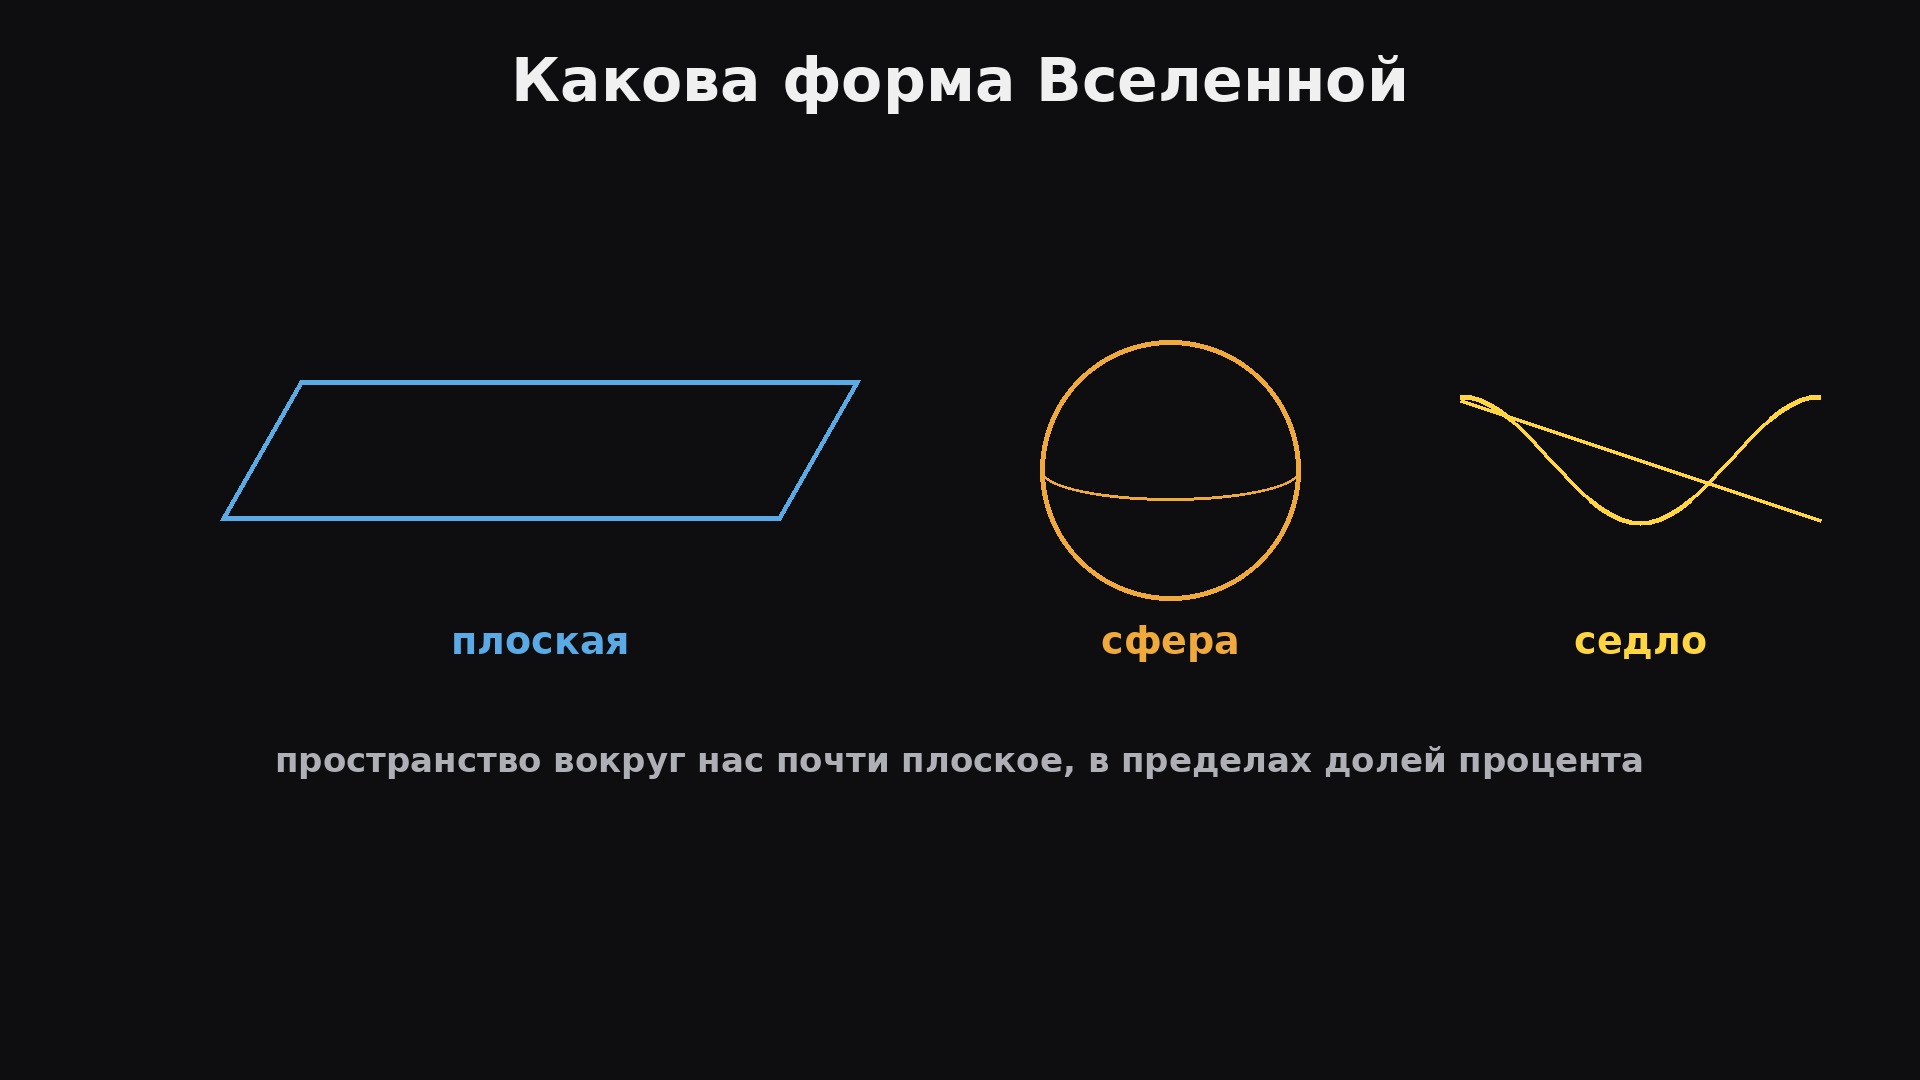 Какова форма Вселенной
плоская
сфера
седло
пространство вокруг нас почти плоское, в пределах долей процента